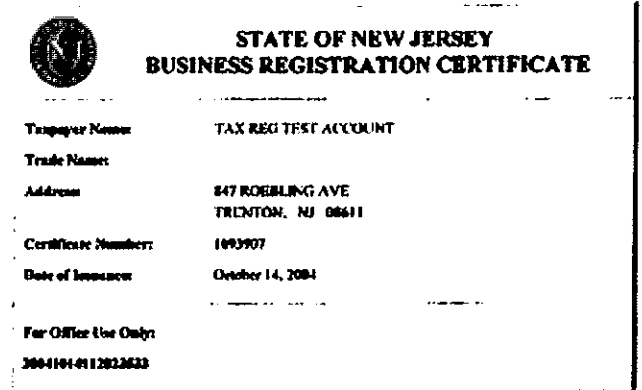 STATE OF NEW JERSEY
BUSINESS REGISTRATION CERTIFICATE
Taxpayer Name: TAX REG TEST ACCOUNT
Trade Name:
Address: 847 ROEBLING AVE
TRENTON, NJ 08611
Certificate Number: 1093907
Date of Issuance: October 14, 2004
For Office Use Only: